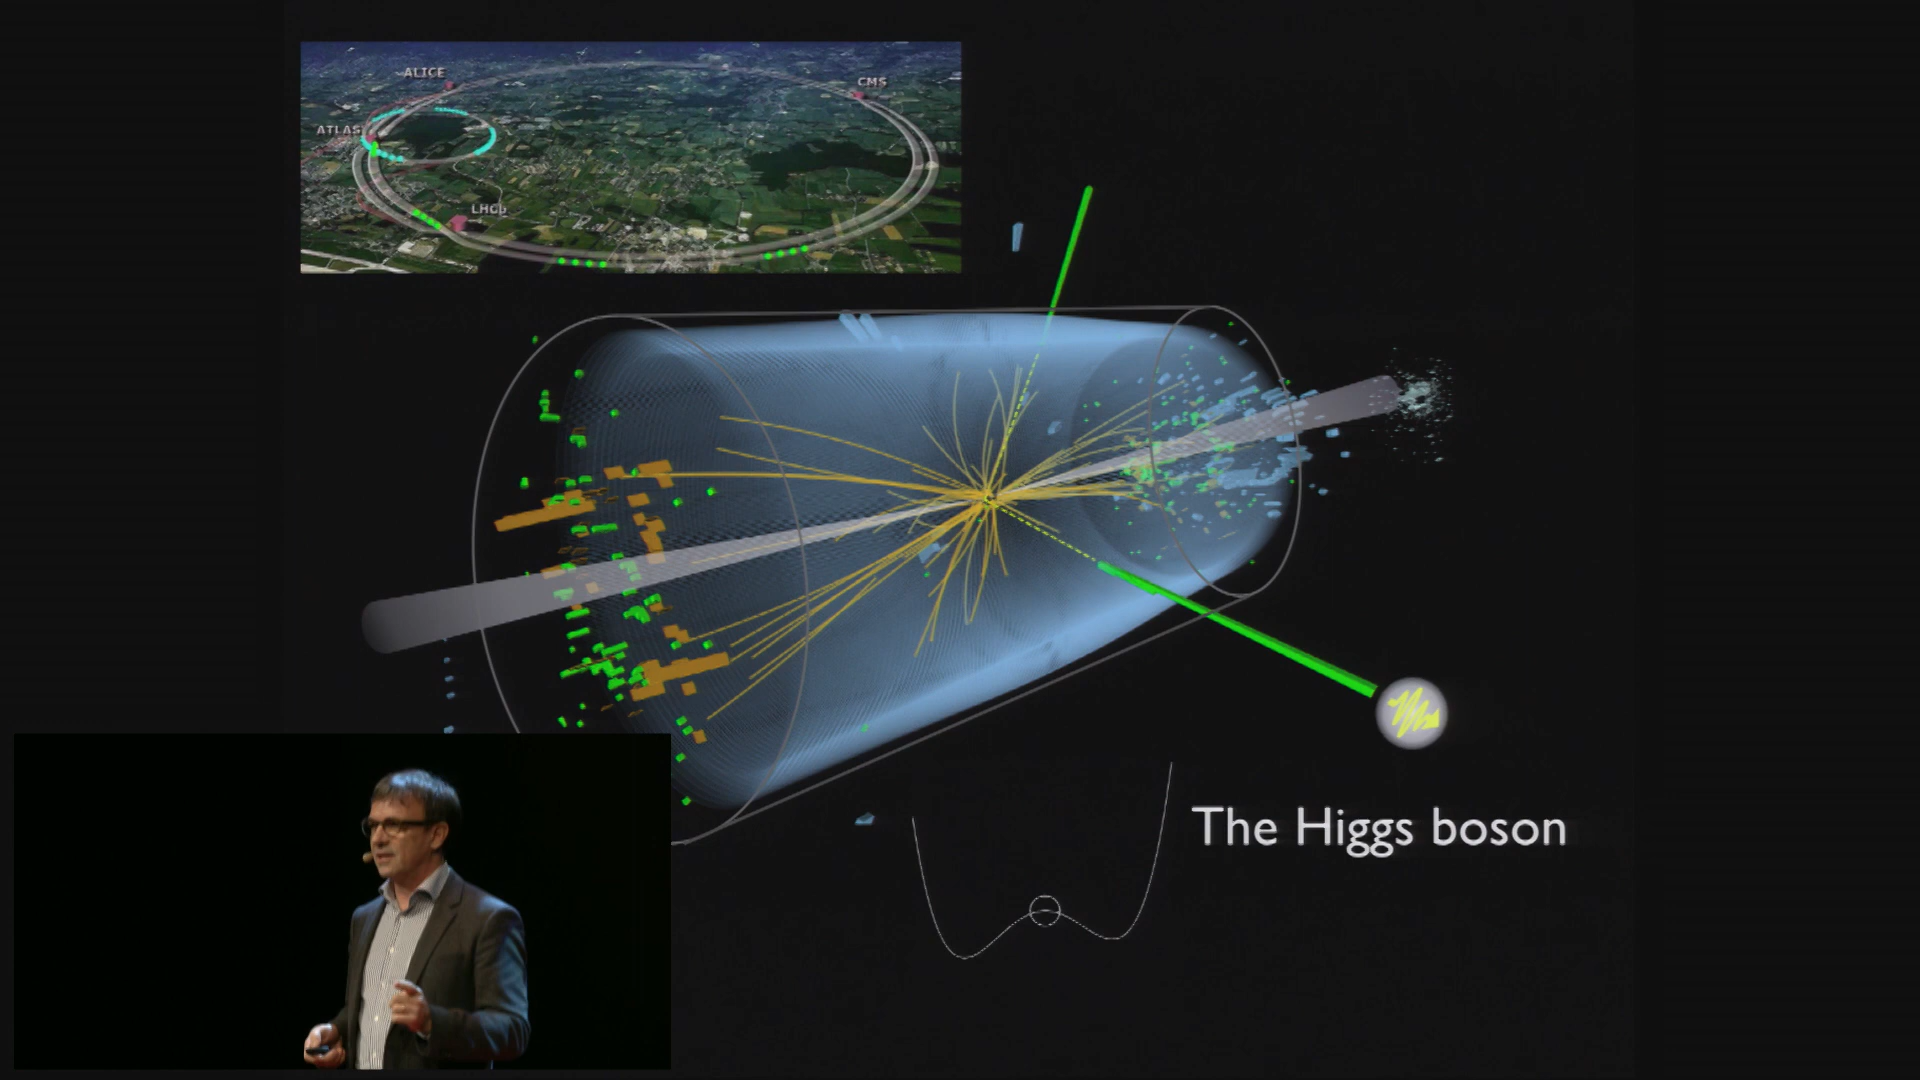 ALICE
CMS
ATLAS
LHCb
The Higgs boson